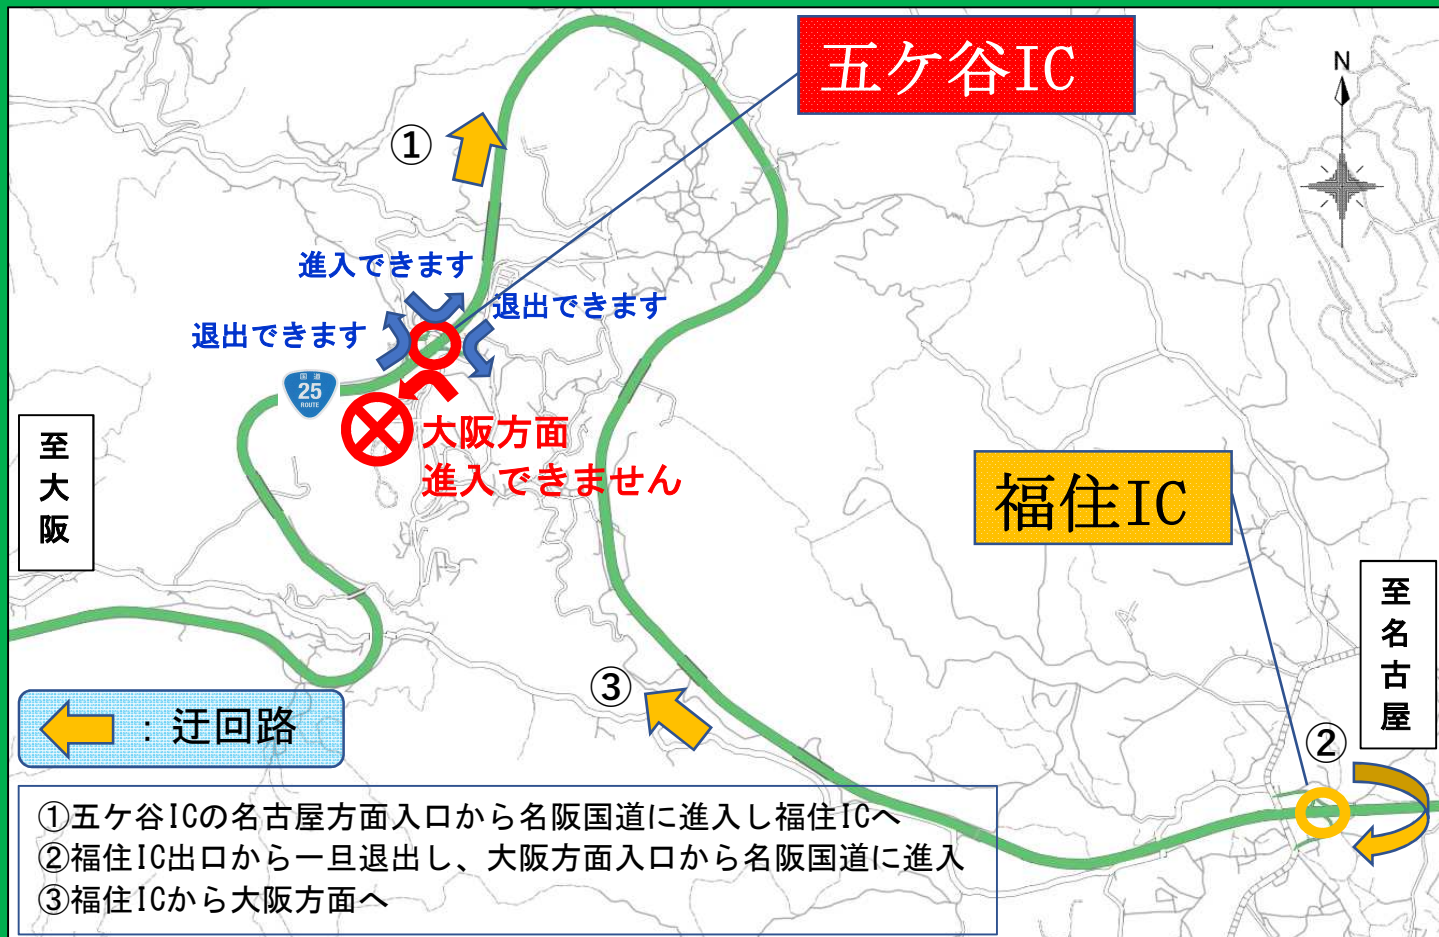 五ケ谷IC
N
①
進入できます
退出できます
退出できます
国道
25
ROUTE
大阪方面
進入できません
至大阪
福住IC
至名古屋
③
②
：迂回路
①五ケ谷ICの名古屋方面入口から名阪国道に進入し福住ICへ
②福住IC出口から一旦退出し、大阪方面入口から名阪国道に進入
③福住ICから大阪方面へ